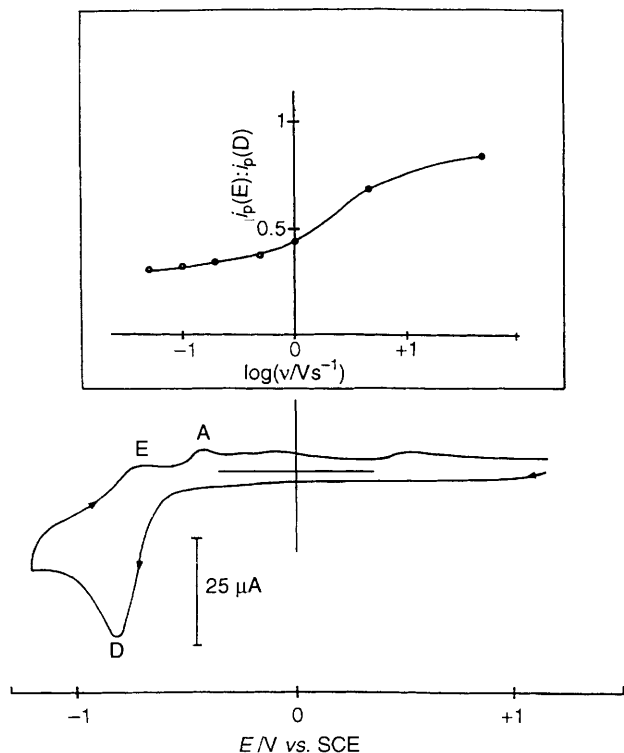 1
i_p(E):i_p(D)
0.5
−1
0
+1
log(ν/Vs⁻¹)
E
A
25 μA
D
−1
0
+1
E/V vs. SCE